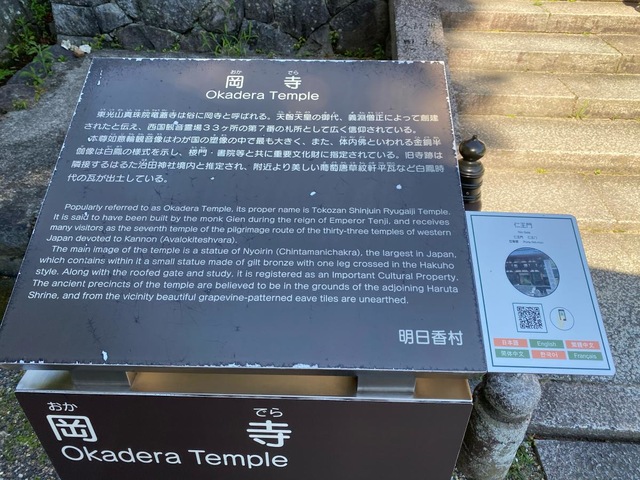 おか でら
岡 寺
Okadera Temple
東光山真珠院竜蓋寺は俗に岡寺と呼ばれる。天智天皇の御代、義淵僧正によって創建
されたと伝え、西国観音霊場33ヶ所の第7番の札所として広く信仰されている。
本尊如意輪観音像はわが国の塑像の中で最も大きく、また、体内佛といわれる金銅半
伽像は白鳳の様式を示し、楼門・書院等と共に重要文化財に指定されている。旧寺跡は
隣接するはるた治田神社境内と推定され、附近より美しい葡萄唐草紋軒平瓦など白鳳時
代の瓦が出土している。
Popularly referred to as Okadera Temple, its proper name is Tokozan Shinjuin Ryugaiji Temple.
It is said to have been built by the monk Gien during the reign of Emperor Tenji, and receives
many visitors as the seventh temple of the pilgrimage route of the thirty-three temples of western
Japan devoted to Kannon (Avalokiteshvara).
The main image of the temple is a statue of Nyoirin (Chintamanichakra), the largest in Japan,
which contains within it a small statue made of gilt bronze with one leg crossed in the Hakuho
style. Along with the roofed gate and study, it is registered as an Important Cultural Property.
The ancient precincts of the temple are believed to be in the grounds of the adjoining Haruta
Shrine, and from the vicinity beautiful grapevine-patterned eave tiles are unearthed.
明日香村
おか でら
岡 寺
Okadera Temple
仁王門
日本語 English 繁體中文
简体中文 한국어 Français